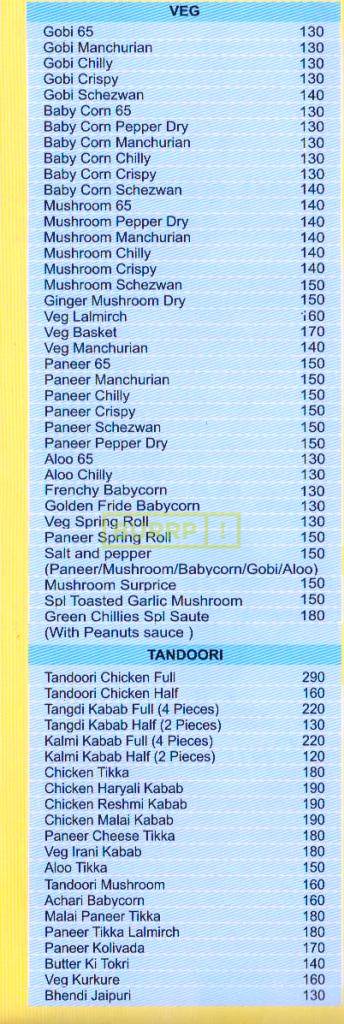 VEG
Gobi 65 130
Gobi Manchurian 130
Gobi Chilly 130
Gobi Crispy 130
Gobi Schezwan 140
Baby Corn 65 130
Baby Corn Pepper Dry 130
Baby Corn Manchurian 130
Baby Corn Chilly 130
Baby Corn Crispy 130
Baby Corn Schezwan 140
Mushroom 65 140
Mushroom Pepper Dry 140
Mushroom Manchurian 140
Mushroom Chilly 140
Mushroom Crispy 140
Mushroom Schezwan 150
Ginger Mushroom Dry 150
Veg Lalmirch 160
Veg Basket 170
Veg Manchurian 140
Paneer 65 150
Paneer Manchurian 150
Paneer Chilly 150
Paneer Crispy 150
Paneer Schezwan 150
Paneer Pepper Dry 150
Aloo 65 130
Aloo Chilly 130
Frenchy Babycorn 130
Golden Fride Babycorn 130
Veg Spring Roll 130
Paneer Spring Roll 150
Salt and pepper 150
(Paneer/Mushroom/Babycorn/Gobi/Aloo)
Mushroom Surprice 150
Spl Toasted Garlic Mushroom 150
Green Chillies Spl Saute 180
(With Peanuts sauce )
TANDOORI
Tandoori Chicken Full 290
Tandoori Chicken Half 160
Tangdi Kabab Full (4 Pieces) 220
Tangdi Kabab Half (2 Pieces) 130
Kalmi Kabab Full (4 Pieces) 220
Kalmi Kabab Half (2 Pieces) 120
Chicken Tikka 180
Chicken Haryali Kabab 190
Chicken Reshmi Kabab 190
Chicken Malai Kabab 190
Paneer Cheese Tikka 180
Veg Irani Kabab 180
Aloo Tikka 150
Tandoori Mushroom 160
Achari Babycorn 160
Malai Paneer Tikka 180
Paneer Tikka Lalmirch 180
Paneer Kolivada 170
Butter Ki Tokri 140
Veg Kurkure 160
Bhendi Jaipuri 130